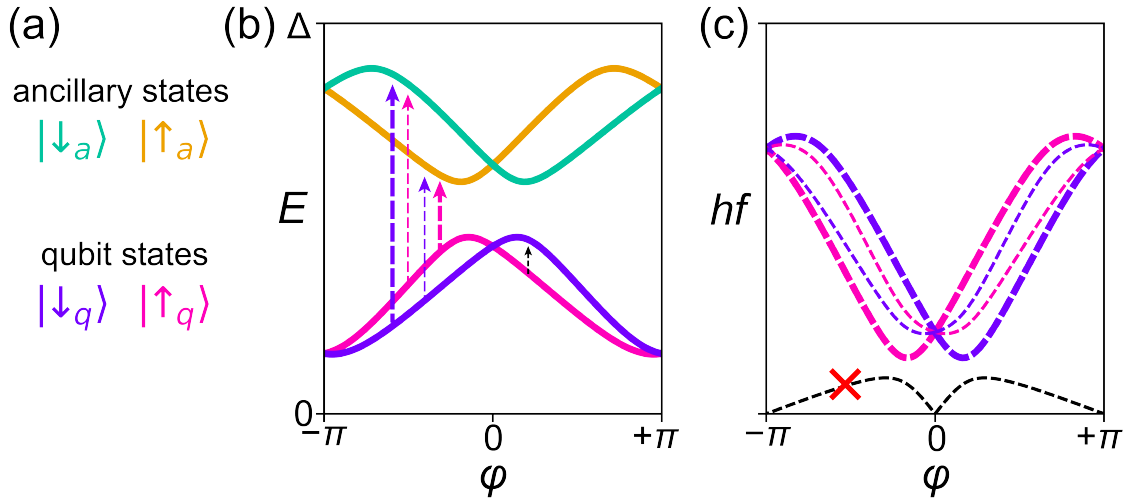 (a)
ancillary states
|↓a⟩ |↑a⟩
qubit states
|↓q⟩ |↑q⟩
(b)
Δ
E
0
−π 0 +π
φ
(c)
hf
−π 0 +π
φ